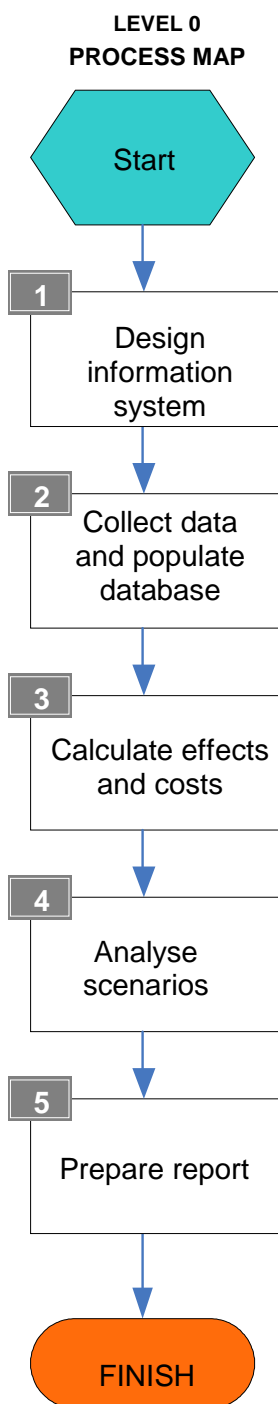 LEVEL 0
PROCESS MAP
Start
1
Design
information
system
2
Collect data
and populate
database
3
Calculate effects
and costs
4
Analyse
scenarios
5
Prepare report
FINISH